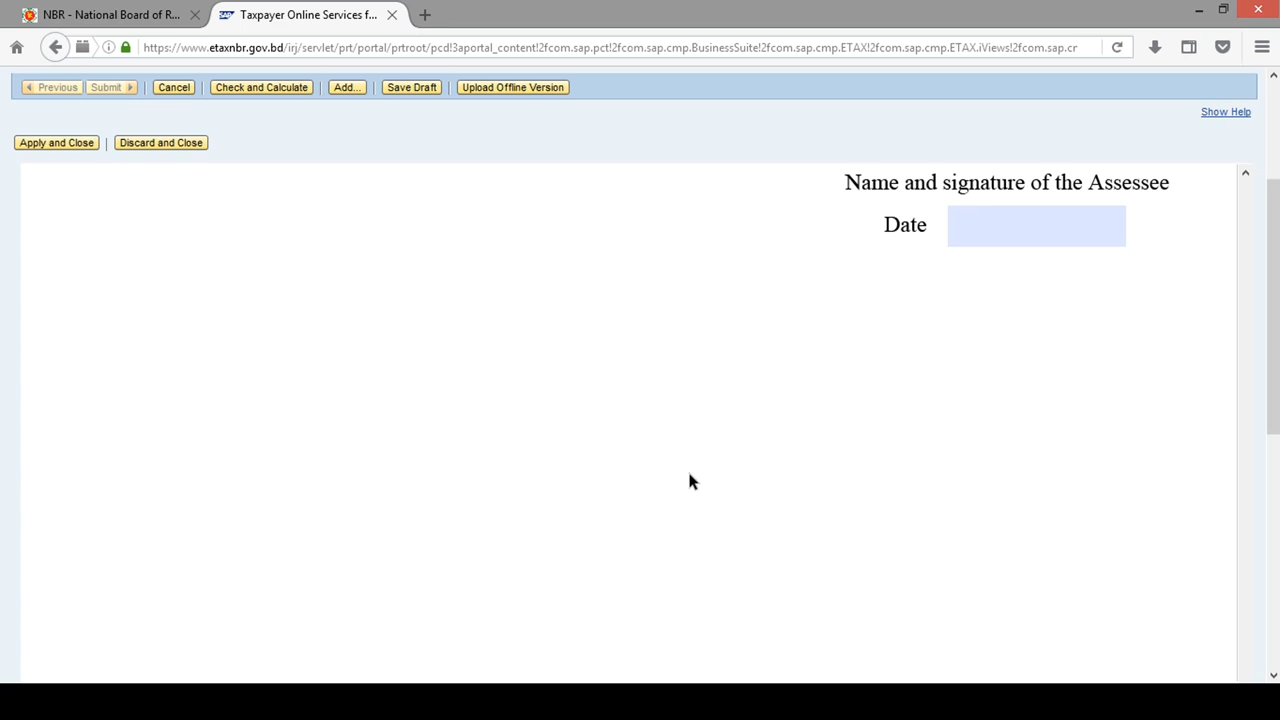 NBR - National Board of R...
SAP Taxpayer Online Services f...
https://www.etaxnbr.gov.bd/irj/servlet/prt/portal/prtroot/pcd!3aportal_content!2fcom.sap.pct!2fcom.sap.cmp.BusinessSuite!2fcom.sap.cmp.ETAX!2fcom.sap.cmp.ETAX.iViews!2fcom.sap.cr
Previous Submit Cancel Check and Calculate Add... Save Draft Upload Offline Version
Show Help
Apply and Close Discard and Close
Name and signature of the Assessee
Date